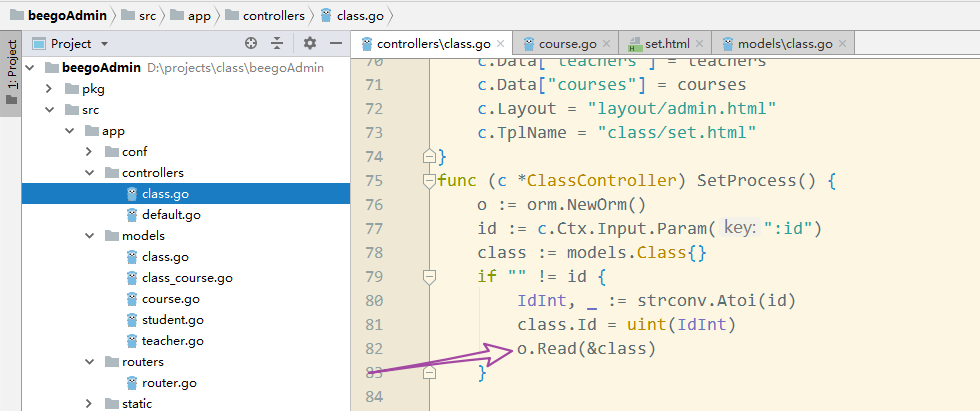 beegoAdmin src app controllers class.go
1: Project
Project
beegoAdmin D:\projects\class\beegoAdmin
pkg
src
app
conf
controllers
class.go
default.go
models
class.go
class_course.go
course.go
student.go
teacher.go
routers
router.go
static
controllers\class.go course.go set.html models\class.go
70 c.Data["teachers"] = teachers
71 c.Data["courses"] = courses
72 c.Layout = "layout/admin.html"
73 c.TplName = "class/set.html"
74 }
75 func (c *ClassController) SetProcess() {
76 o := orm.NewOrm()
77 id := c.Ctx.Input.Param( key: ":id")
78 class := models.Class{}
79 if "" != id {
80 IdInt, _ := strconv.Atoi(id)
81 class.Id = uint(IdInt)
82 o.Read(&class)
83 }
84